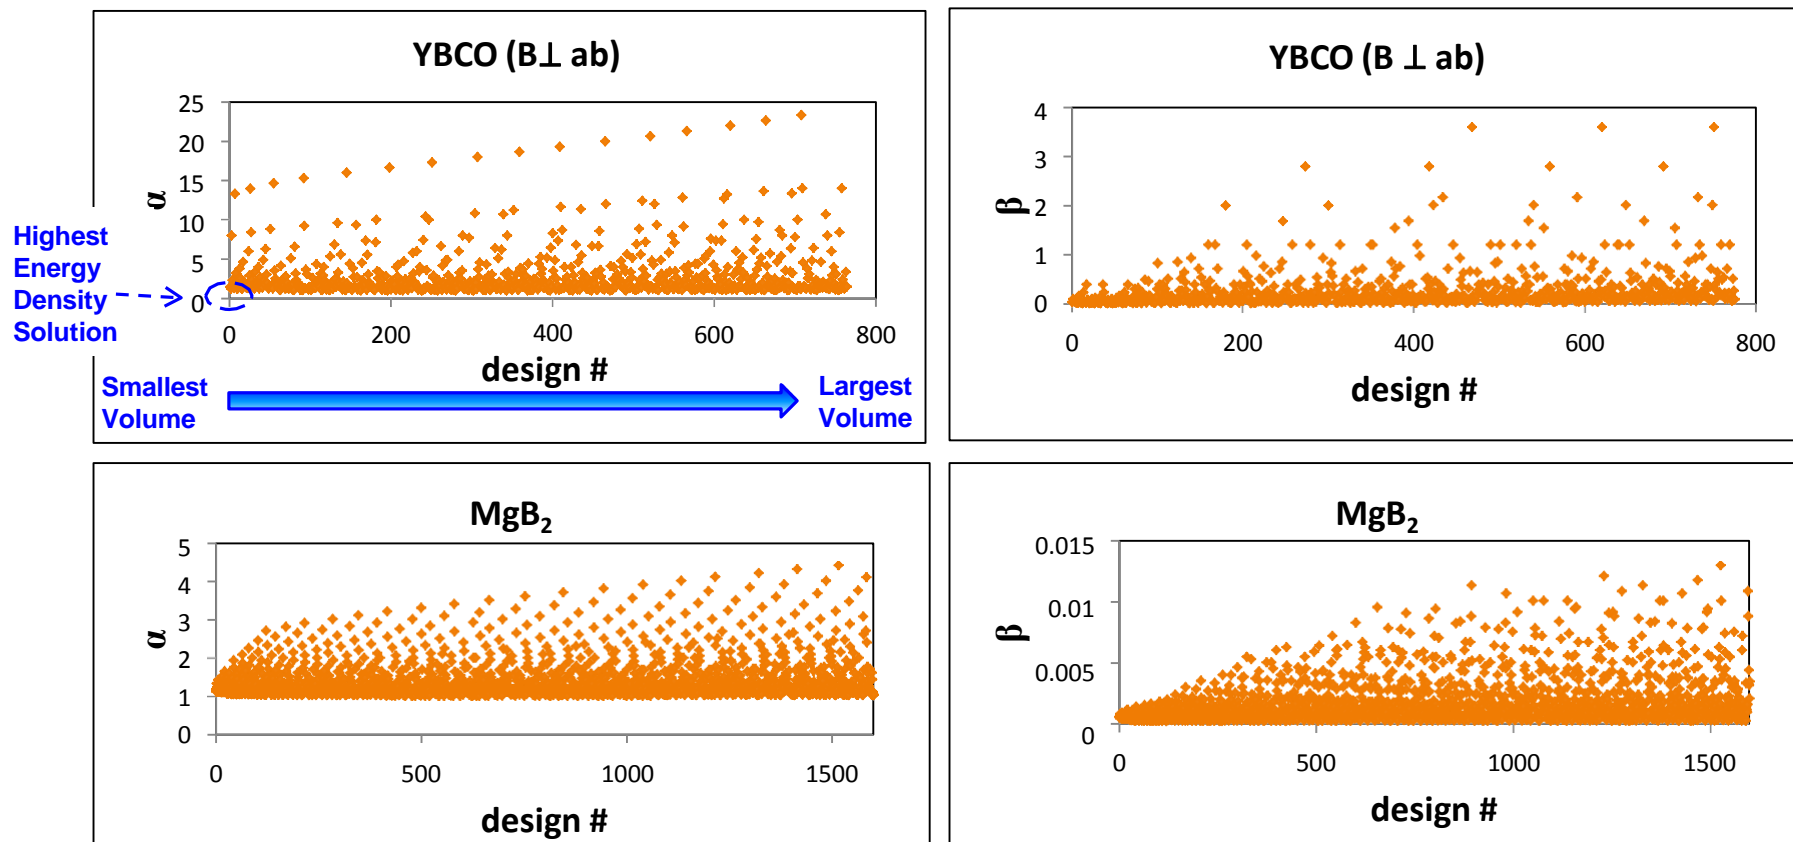 YBCO (B⊥ ab)
25
20
15
10
5
0
α
0 200 400 600 800
design #
Highest
Energy
Density
Solution
Smallest
Volume
Largest
Volume
YBCO (B ⊥ ab)
4
3
2
1
0
β
0 200 400 600 800
design #
MgB₂
5
4
3
2
1
0
α
0 500 1000 1500
design #
MgB₂
0.015
0.01
0.005
0
β
0 500 1000 1500
design #